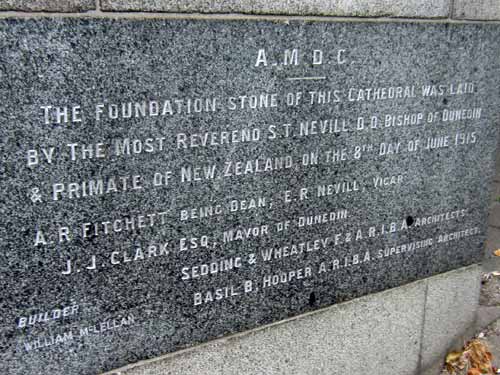 A.M.D.C.
THE FOUNDATION STONE OF THIS CATHEDRAL WAS LAID
BY THE MOST REVEREND S.T. NEVILL D.D. BISHOP OF DUNEDIN
& PRIMATE OF NEW ZEALAND ON THE 8TH DAY OF JUNE 1915
A.R FITCHETT BEING DEAN; E.R NEVILL, VICAR
J.J. CLARK ESQ; MAYOR OF DUNEDIN
SEDDING & WHEATLEY F. & A.R.I.B.A. ARCHITECTS.
BASIL B. HOOPER A.R.I.B.A. SUPERVISING ARCHITECT.
BUILDER
WILLIAM McLELLAN